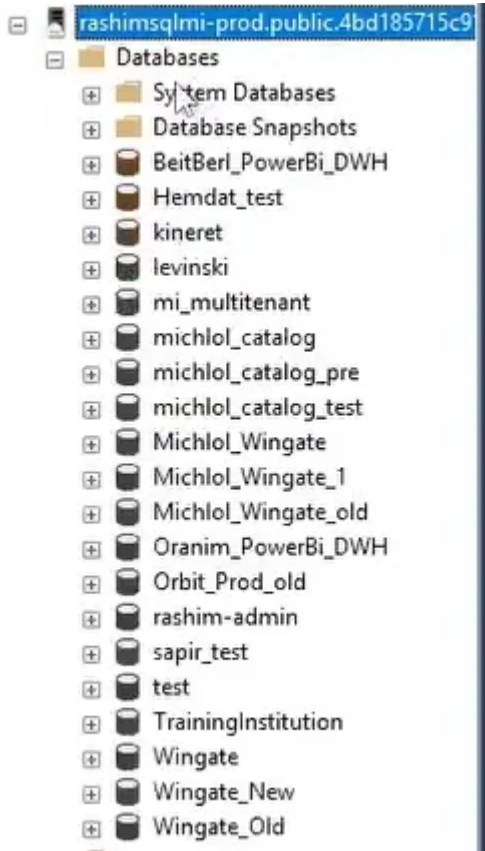 rashimsqlmi-prod.public.4bd185715c9
Databases
System Databases
Database Snapshots
BeitBerl_PowerBi_DWH
Hemdat_test
kineret
levinski
mi_multitenant
michlol_catalog
michlol_catalog_pre
michlol_catalog_test
Michlol_Wingate
Michlol_Wingate_1
Michlol_Wingate_old
Oranim_PowerBi_DWH
Orbit_Prod_old
rashim-admin
sapir_test
test
TrainingInstitution
Wingate
Wingate_New
Wingate_Old